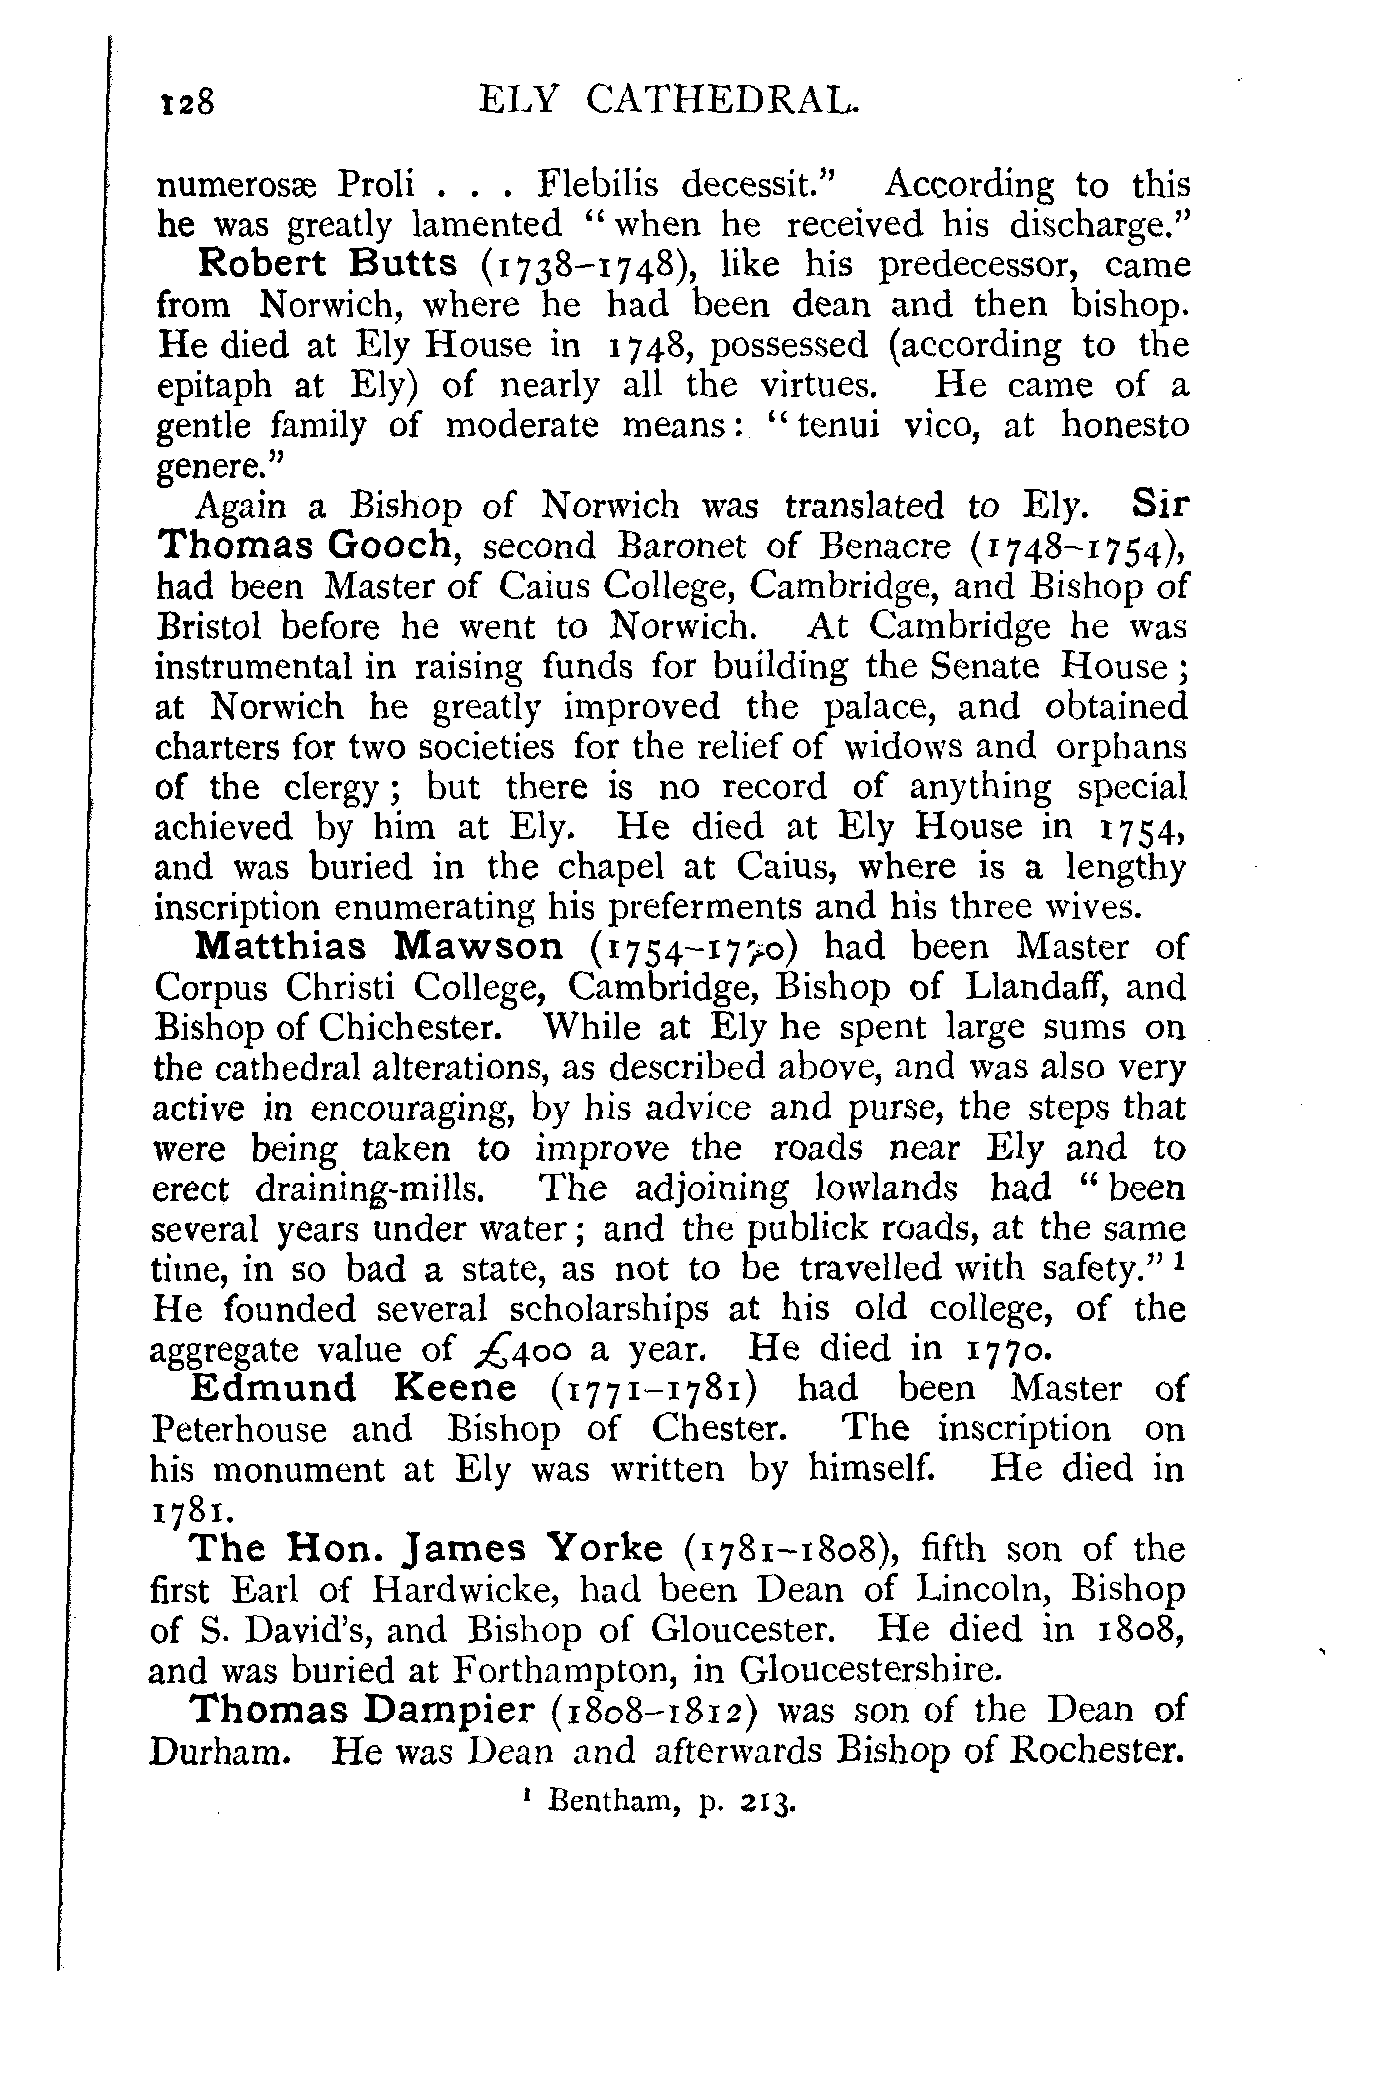 128 ELY CATHEDRAL.
numerosæ Proli . . . Flebilis decessit.” According to this
he was greatly lamented “ when he received his discharge.”
Robert Butts (1738–1748), like his predecessor, came
from Norwich, where he had been dean and then bishop.
He died at Ely House in 1748, possessed (according to the
epitaph at Ely) of nearly all the virtues. He came of a
gentle family of moderate means : “ tenui vico, at honesto
genere.”
Again a Bishop of Norwich was translated to Ely. Sir
Thomas Gooch, second Baronet of Benacre (1748–1754),
had been Master of Caius College, Cambridge, and Bishop of
Bristol before he went to Norwich. At Cambridge he was
instrumental in raising funds for building the Senate House ;
at Norwich he greatly improved the palace, and obtained
charters for two societies for the relief of widows and orphans
of the clergy ; but there is no record of anything special
achieved by him at Ely. He died at Ely House in 1754,
and was buried in the chapel at Caius, where is a lengthy
inscription enumerating his preferments and his three wives.
Matthias Mawson (1754–1770) had been Master of
Corpus Christi College, Cambridge, Bishop of Llandaff, and
Bishop of Chichester. While at Ely he spent large sums on
the cathedral alterations, as described above, and was also very
active in encouraging, by his advice and purse, the steps that
were being taken to improve the roads near Ely and to
erect draining-mills. The adjoining lowlands had “ been
several years under water ; and the publick roads, at the same
time, in so bad a state, as not to be travelled with safety.” 1
He founded several scholarships at his old college, of the
aggregate value of £400 a year. He died in 1770.
Edmund Keene (1771–1781) had been Master of
Peterhouse and Bishop of Chester. The inscription on
his monument at Ely was written by himself. He died in
1781.
The Hon. James Yorke (1781–1808), fifth son of the
first Earl of Hardwicke, had been Dean of Lincoln, Bishop
of S. David's, and Bishop of Gloucester. He died in 1808,
and was buried at Forthampton, in Gloucestershire.
Thomas Dampier (1808–1812) was son of the Dean of
Durham. He was Dean and afterwards Bishop of Rochester.
1 Bentham, p. 213.